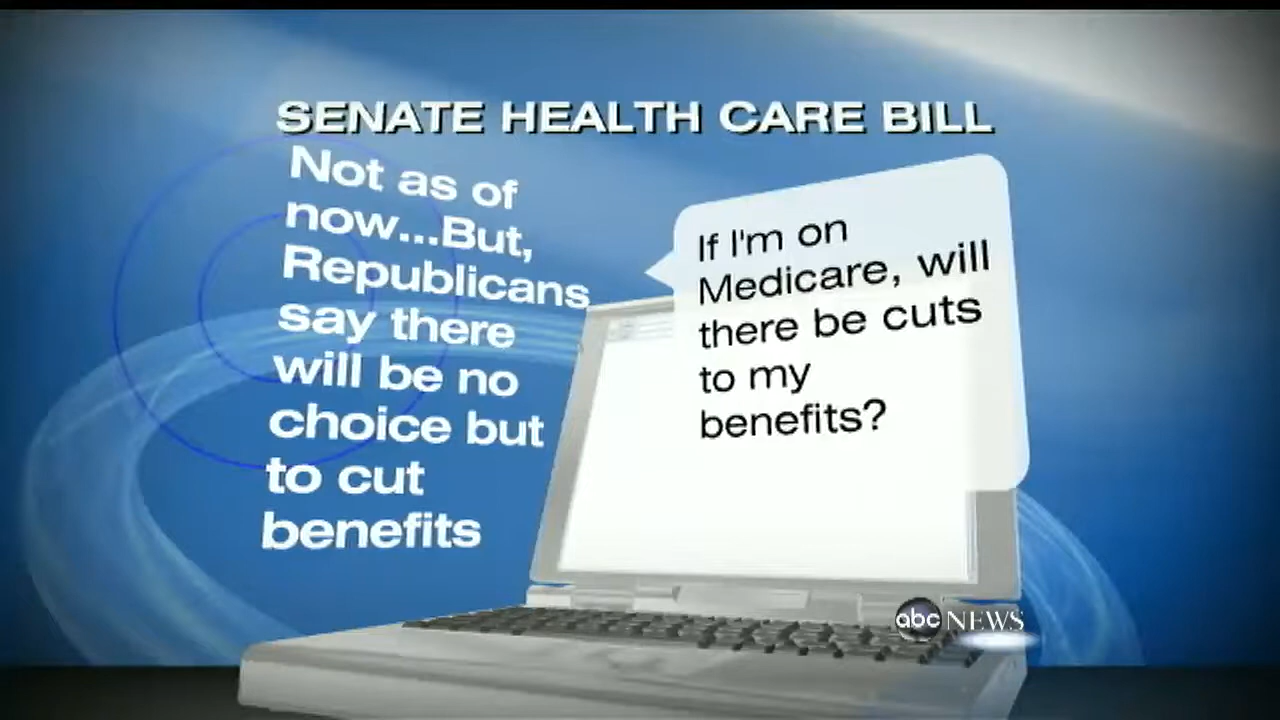 SENATE HEALTH CARE BILL
Not as of
now...But,
Republicans
say there
will be no
choice but
to cut
benefits
If I'm on
Medicare, will
there be cuts
to my
benefits?
abc NEWS